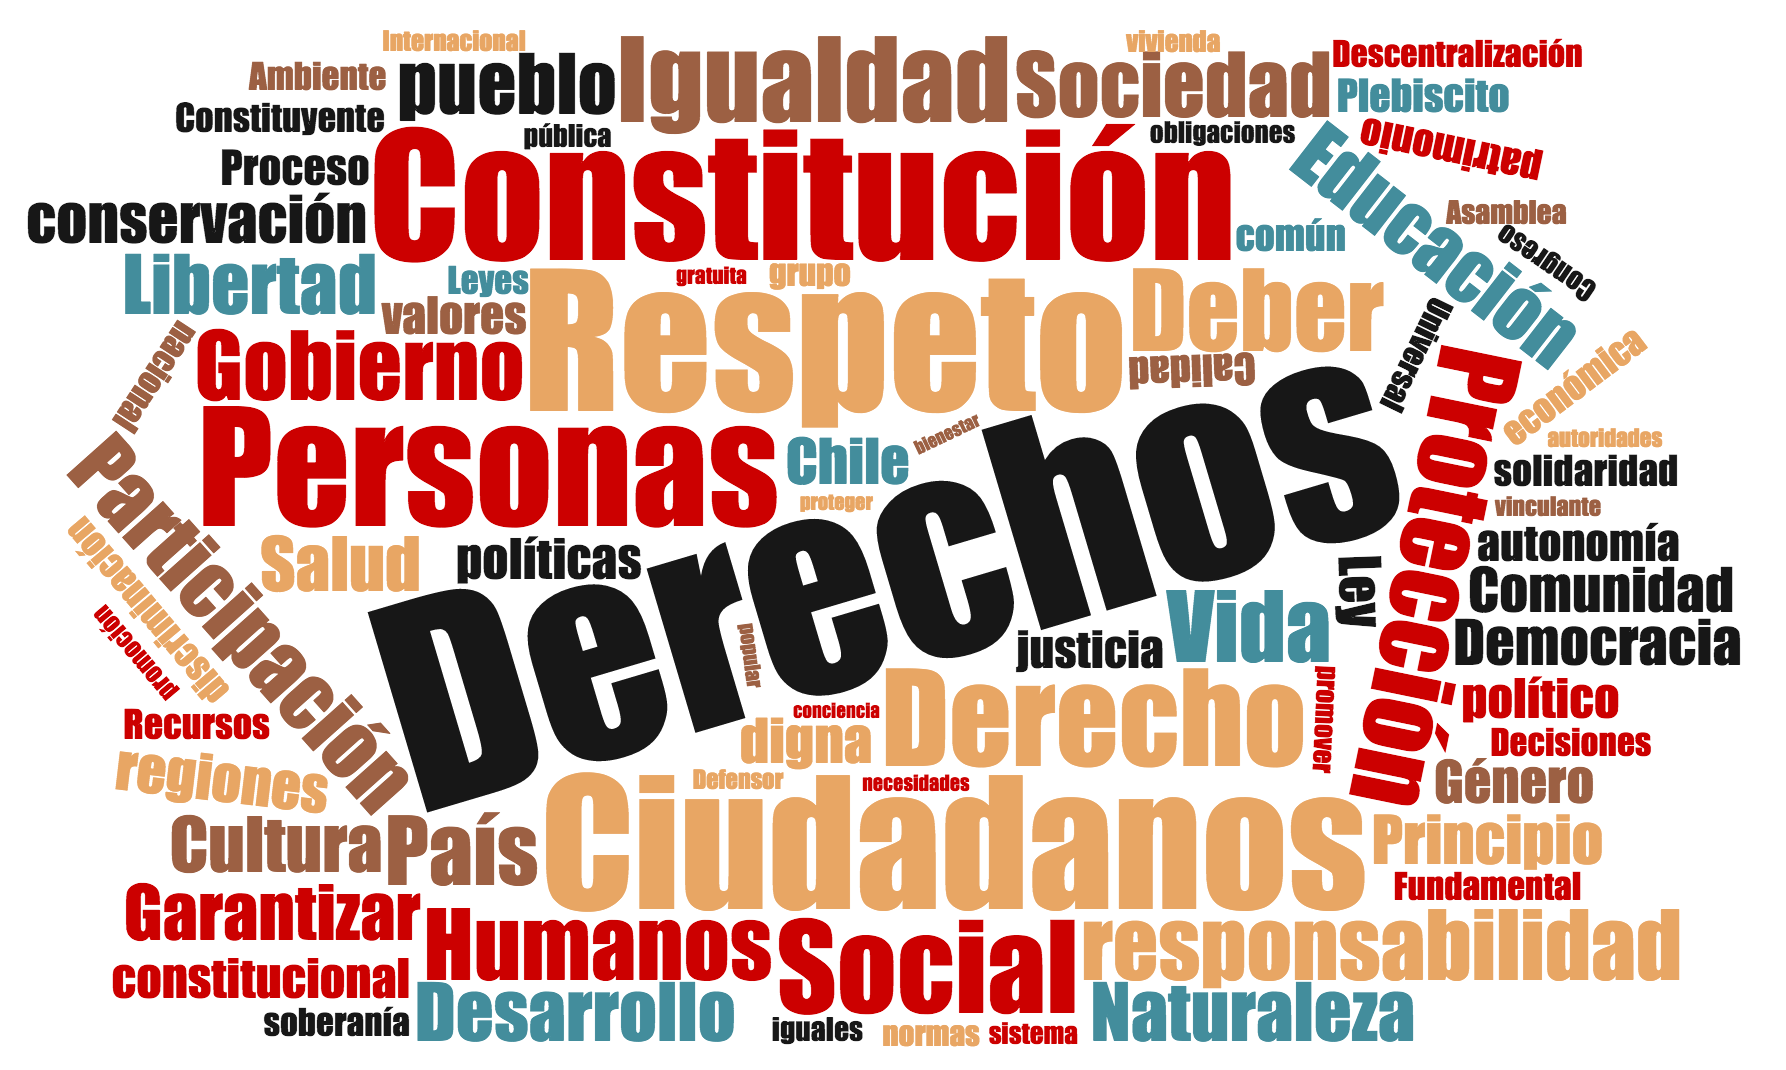 Internacional
vivienda
Igualdad
Descentralización
Ambiente
pueblo
Sociedad
Plebiscito
Constituyente
pública
obligaciones
patrimonio
Proceso
Constitución
Educación
conservación
común
Asamblea
Congreso
Libertad
Leyes
gratuita
grupo
Deber
valores
Respeto
Universal
nacional
Gobierno
Calidad
económica
Personas
Chile
bienestar
Derechos
Protección
autoridades
solidaridad
proteger
vinculante
Participación
discriminación
Salud
políticas
autonomía
Ley
Comunidad
promoción
popular
justicia
Vida
Democracia
Recursos
conciencia
Derecho
promover
político
digna
Decisiones
regiones
Defensor
necesidades
Género
Cultura
País
Ciudadanos
Principio
Fundamental
Garantizar
Humanos
Social
responsabilidad
constitucional
soberanía
Desarrollo
iguales
normas
sistema
Naturaleza